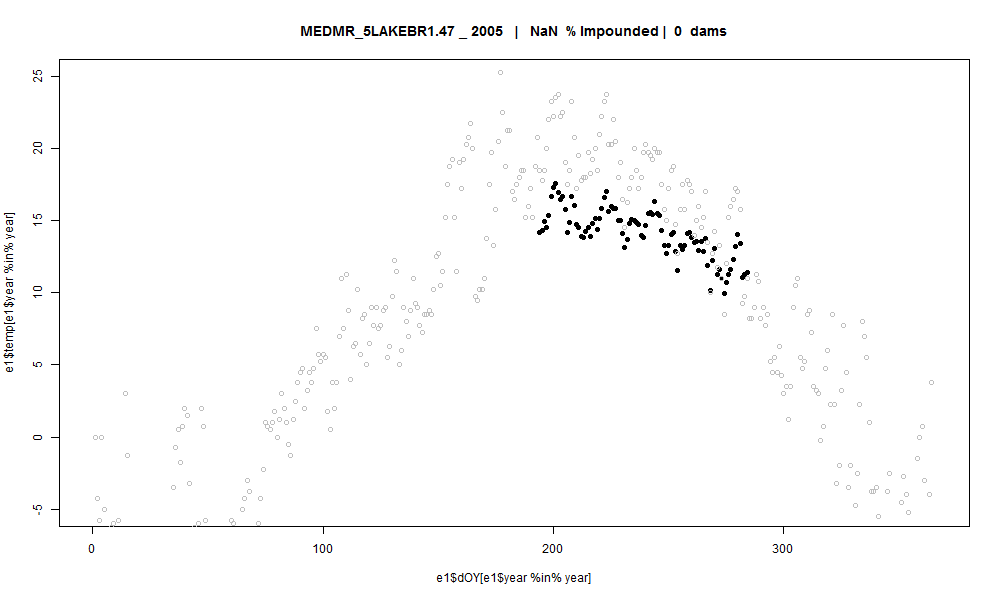 MEDMR_5LAKEBR1.47 _ 2005 | NaN % Impounded | 0 dams
25
20
15
10
5
0
-5
e1$temp[e1$year %in% year]
0 100 200 300
e1$dOY[e1$year %in% year]